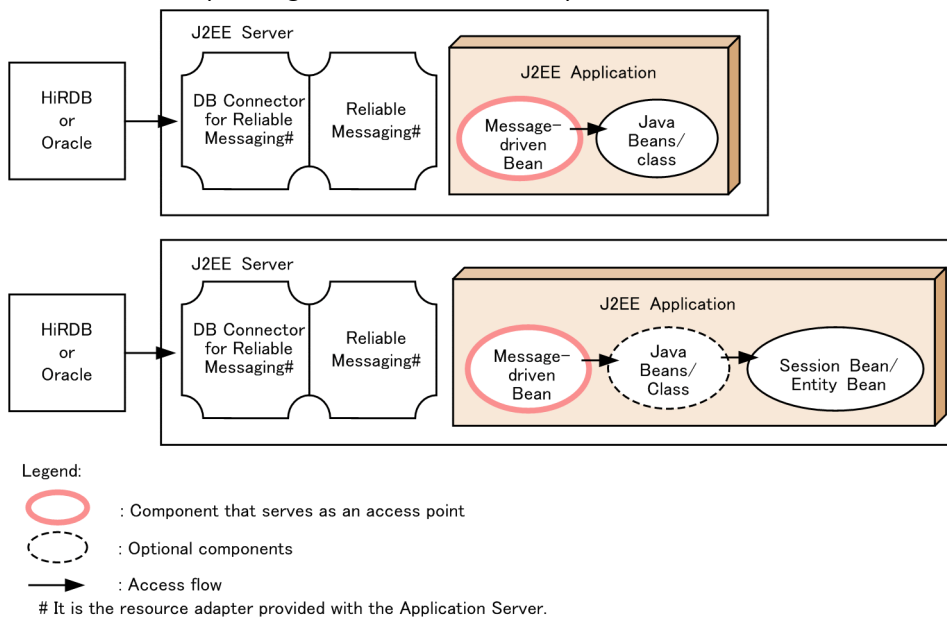 J2EE Server
HiRDB
or
Oracle
DB Connector
for Reliable
Messaging#
Reliable
Messaging#
J2EE Application
Message-
driven
Bean
Java
Beans/
class
J2EE Server
HiRDB
or
Oracle
DB Connector
for Reliable
Messaging#
Reliable
Messaging#
J2EE Application
Message-
driven
Bean
Java
Beans/
Class
Session Bean/
Entity Bean
Legend:
: Component that serves as an access point
: Optional components
: Access flow
# It is the resource adapter provided with the Application Server.